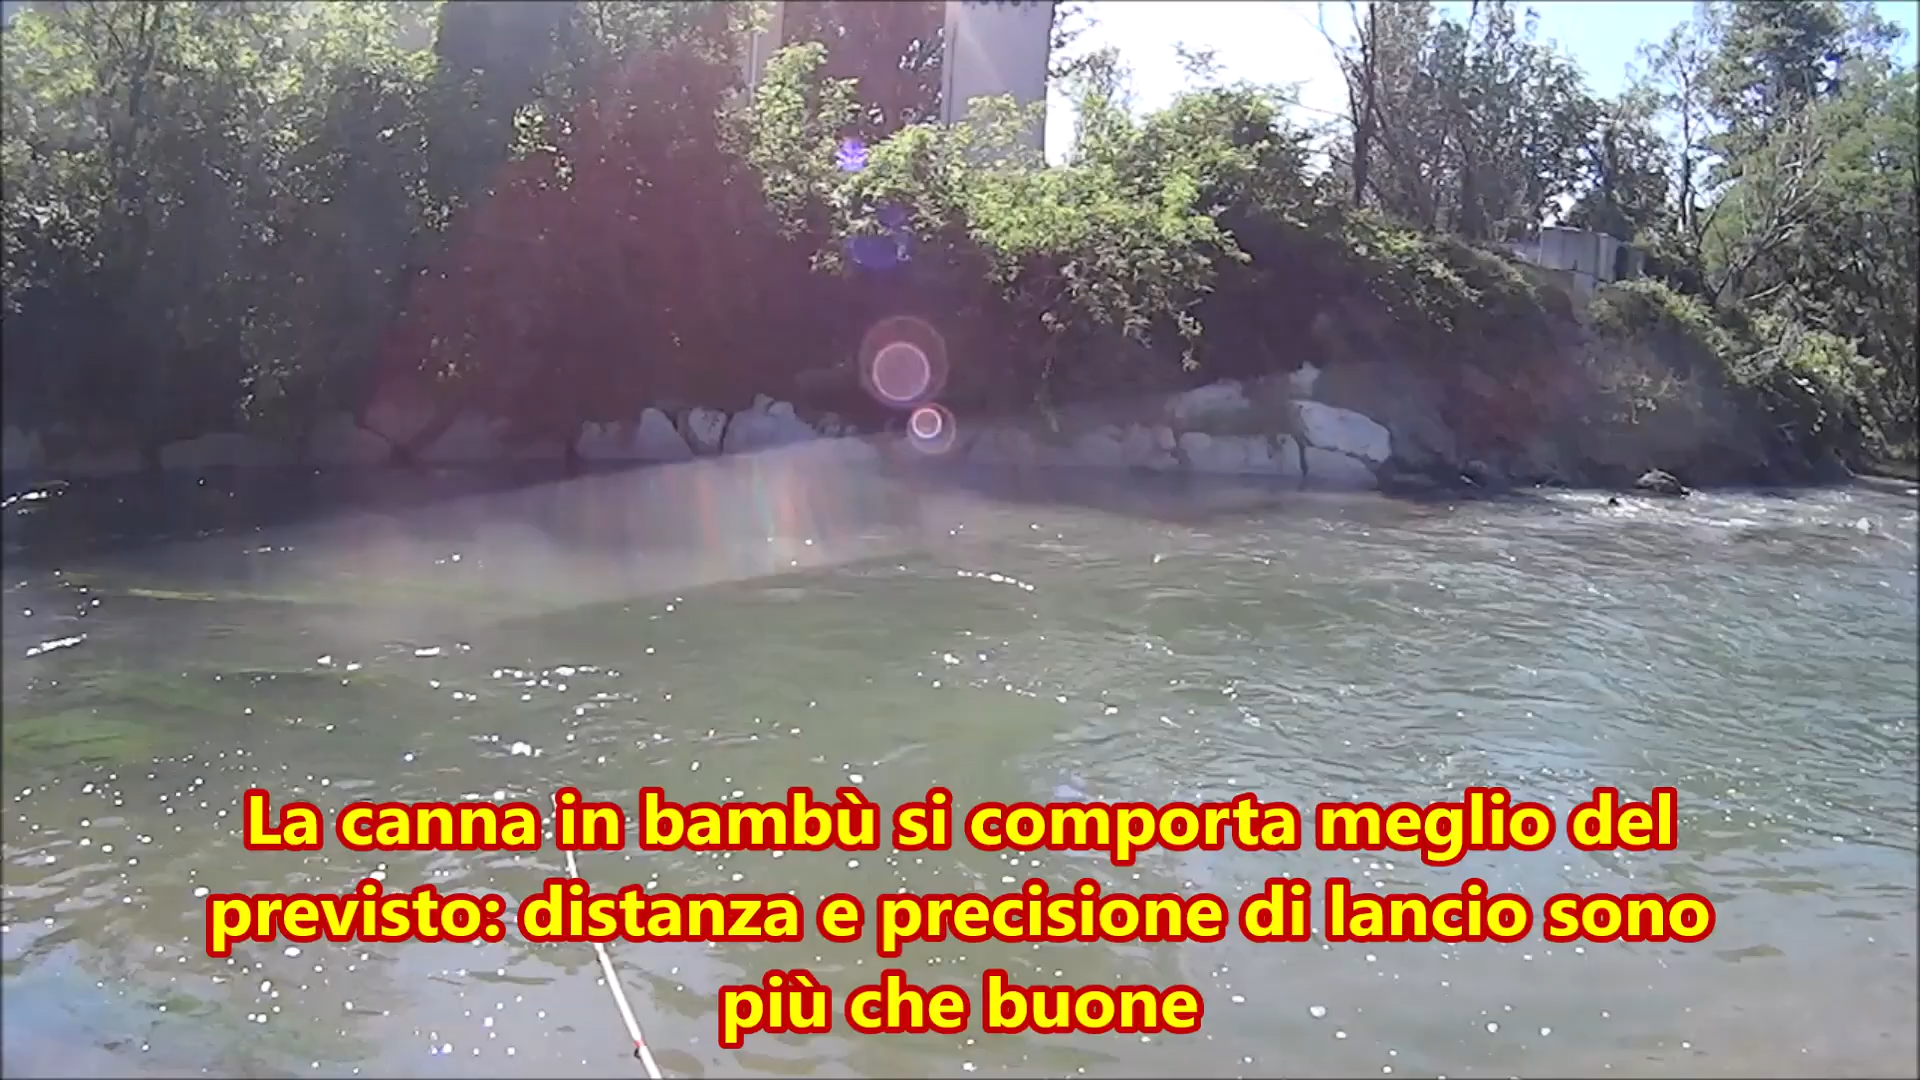 La canna in bambù si comporta meglio del
previsto: distanza e precisione di lancio sono
più che buone